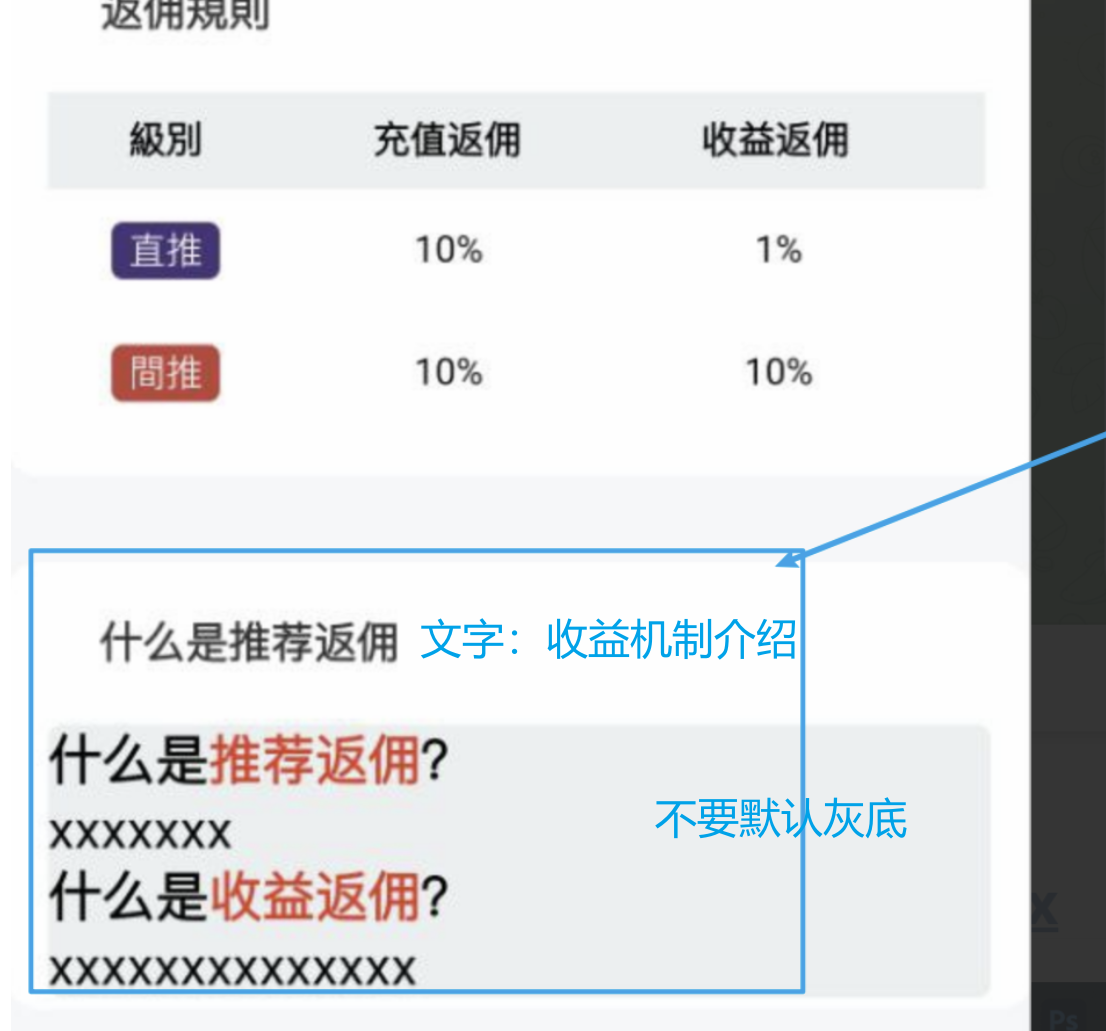 返佣規則
級別 充值返佣 收益返佣
直推 10% 1%
間推 10% 10%
什么是推荐返佣 文字：收益机制介绍
什么是推荐返佣?
xxxxxxx
不要默认灰底
什么是收益返佣?
xxxxxxxxxxxxxx
X
Ps